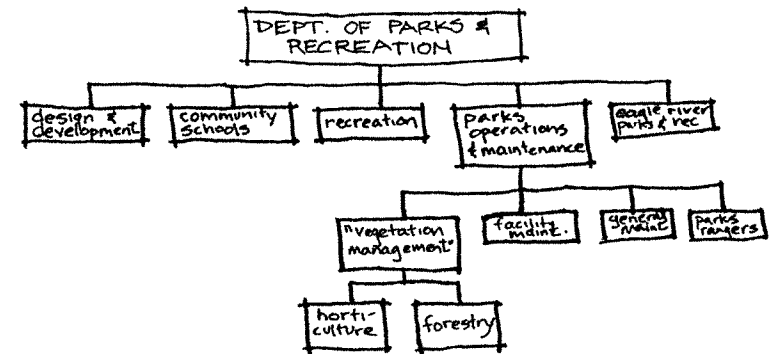 DEPT. OF PARKS &
RECREATION
design &
development
community
schools
recreation
parks
operations
& maintenance
eagle river
parks & rec
"vegetation
management"
facility
maint.
general
maint
parks
rangers
horti-
culture
forestry